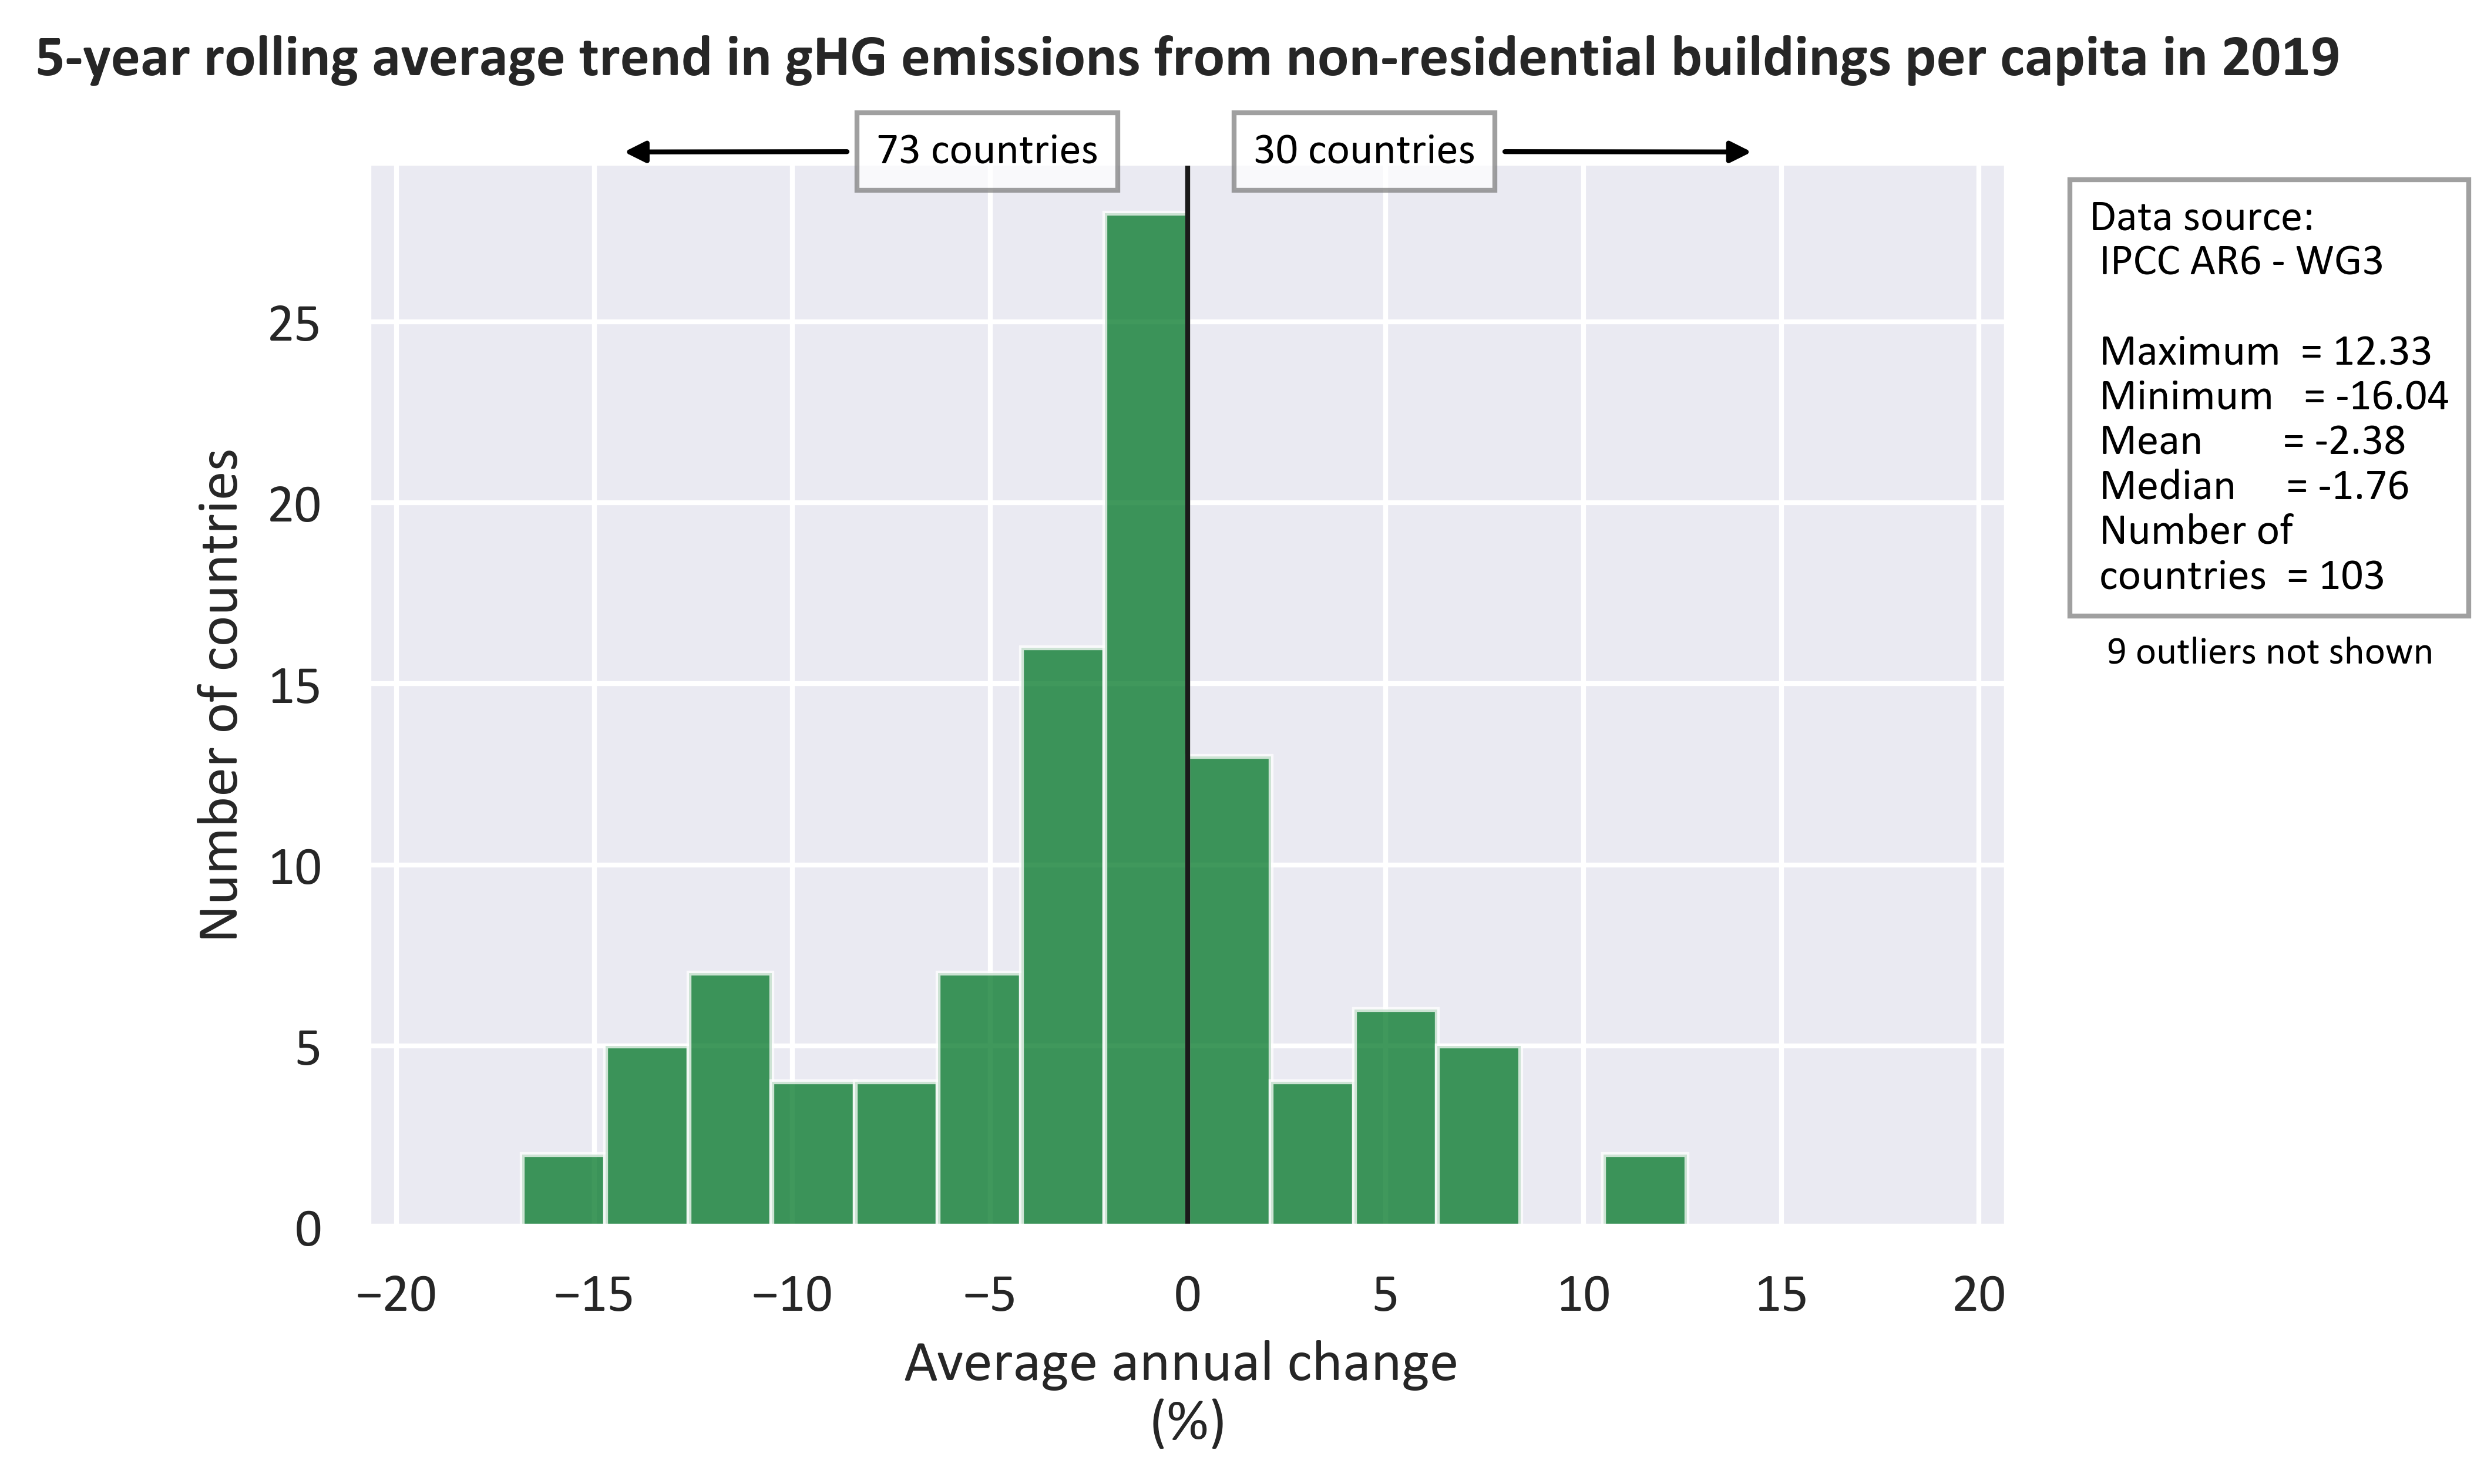 5-year rolling average trend in gHG emissions from non-residential buildings per capita in 2019
73 countries
30 countries
Data source:
IPCC AR6 - WG3
Maximum = 12.33
Minimum = -16.04
Mean = -2.38
Median = -1.76
Number of
countries = 103
9 outliers not shown
Number of countries
25
20
15
10
5
0
−20 −15 −10 −5 0 5 10 15 20
Average annual change
(%)